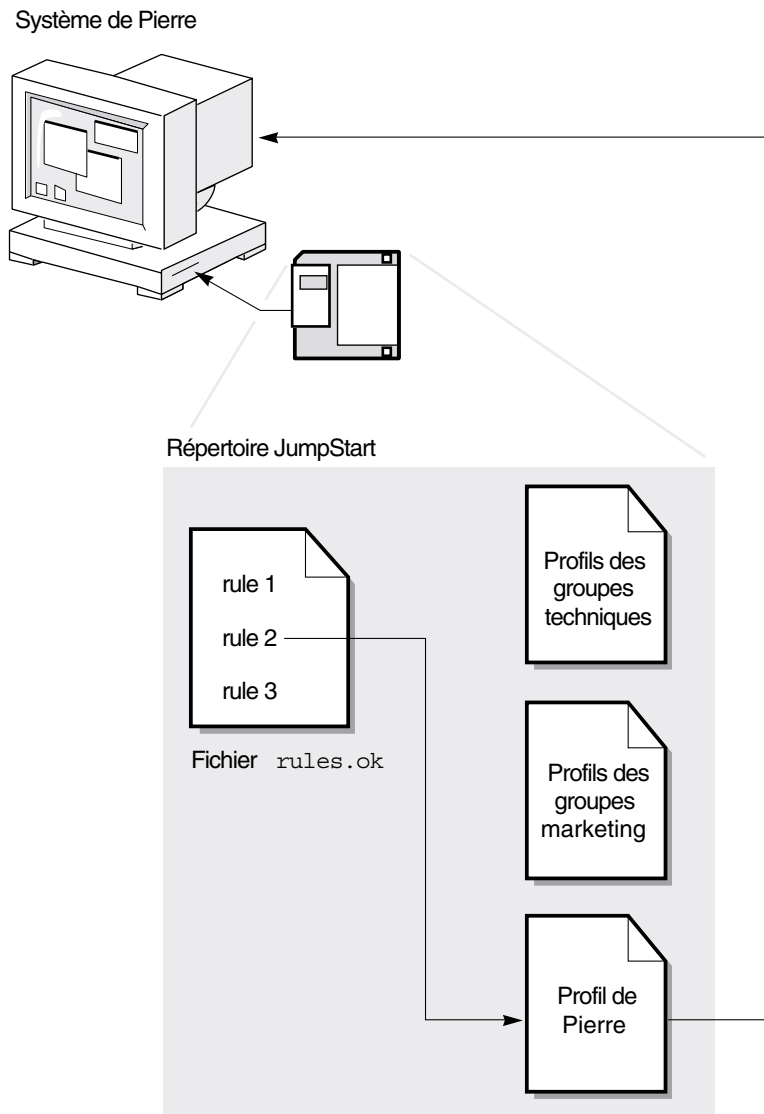 Système de Pierre
Répertoire JumpStart
rule 1
rule 2
rule 3
Fichier rules.ok
Profils des
groupes
techniques
Profils des
groupes
marketing
Profil de
Pierre